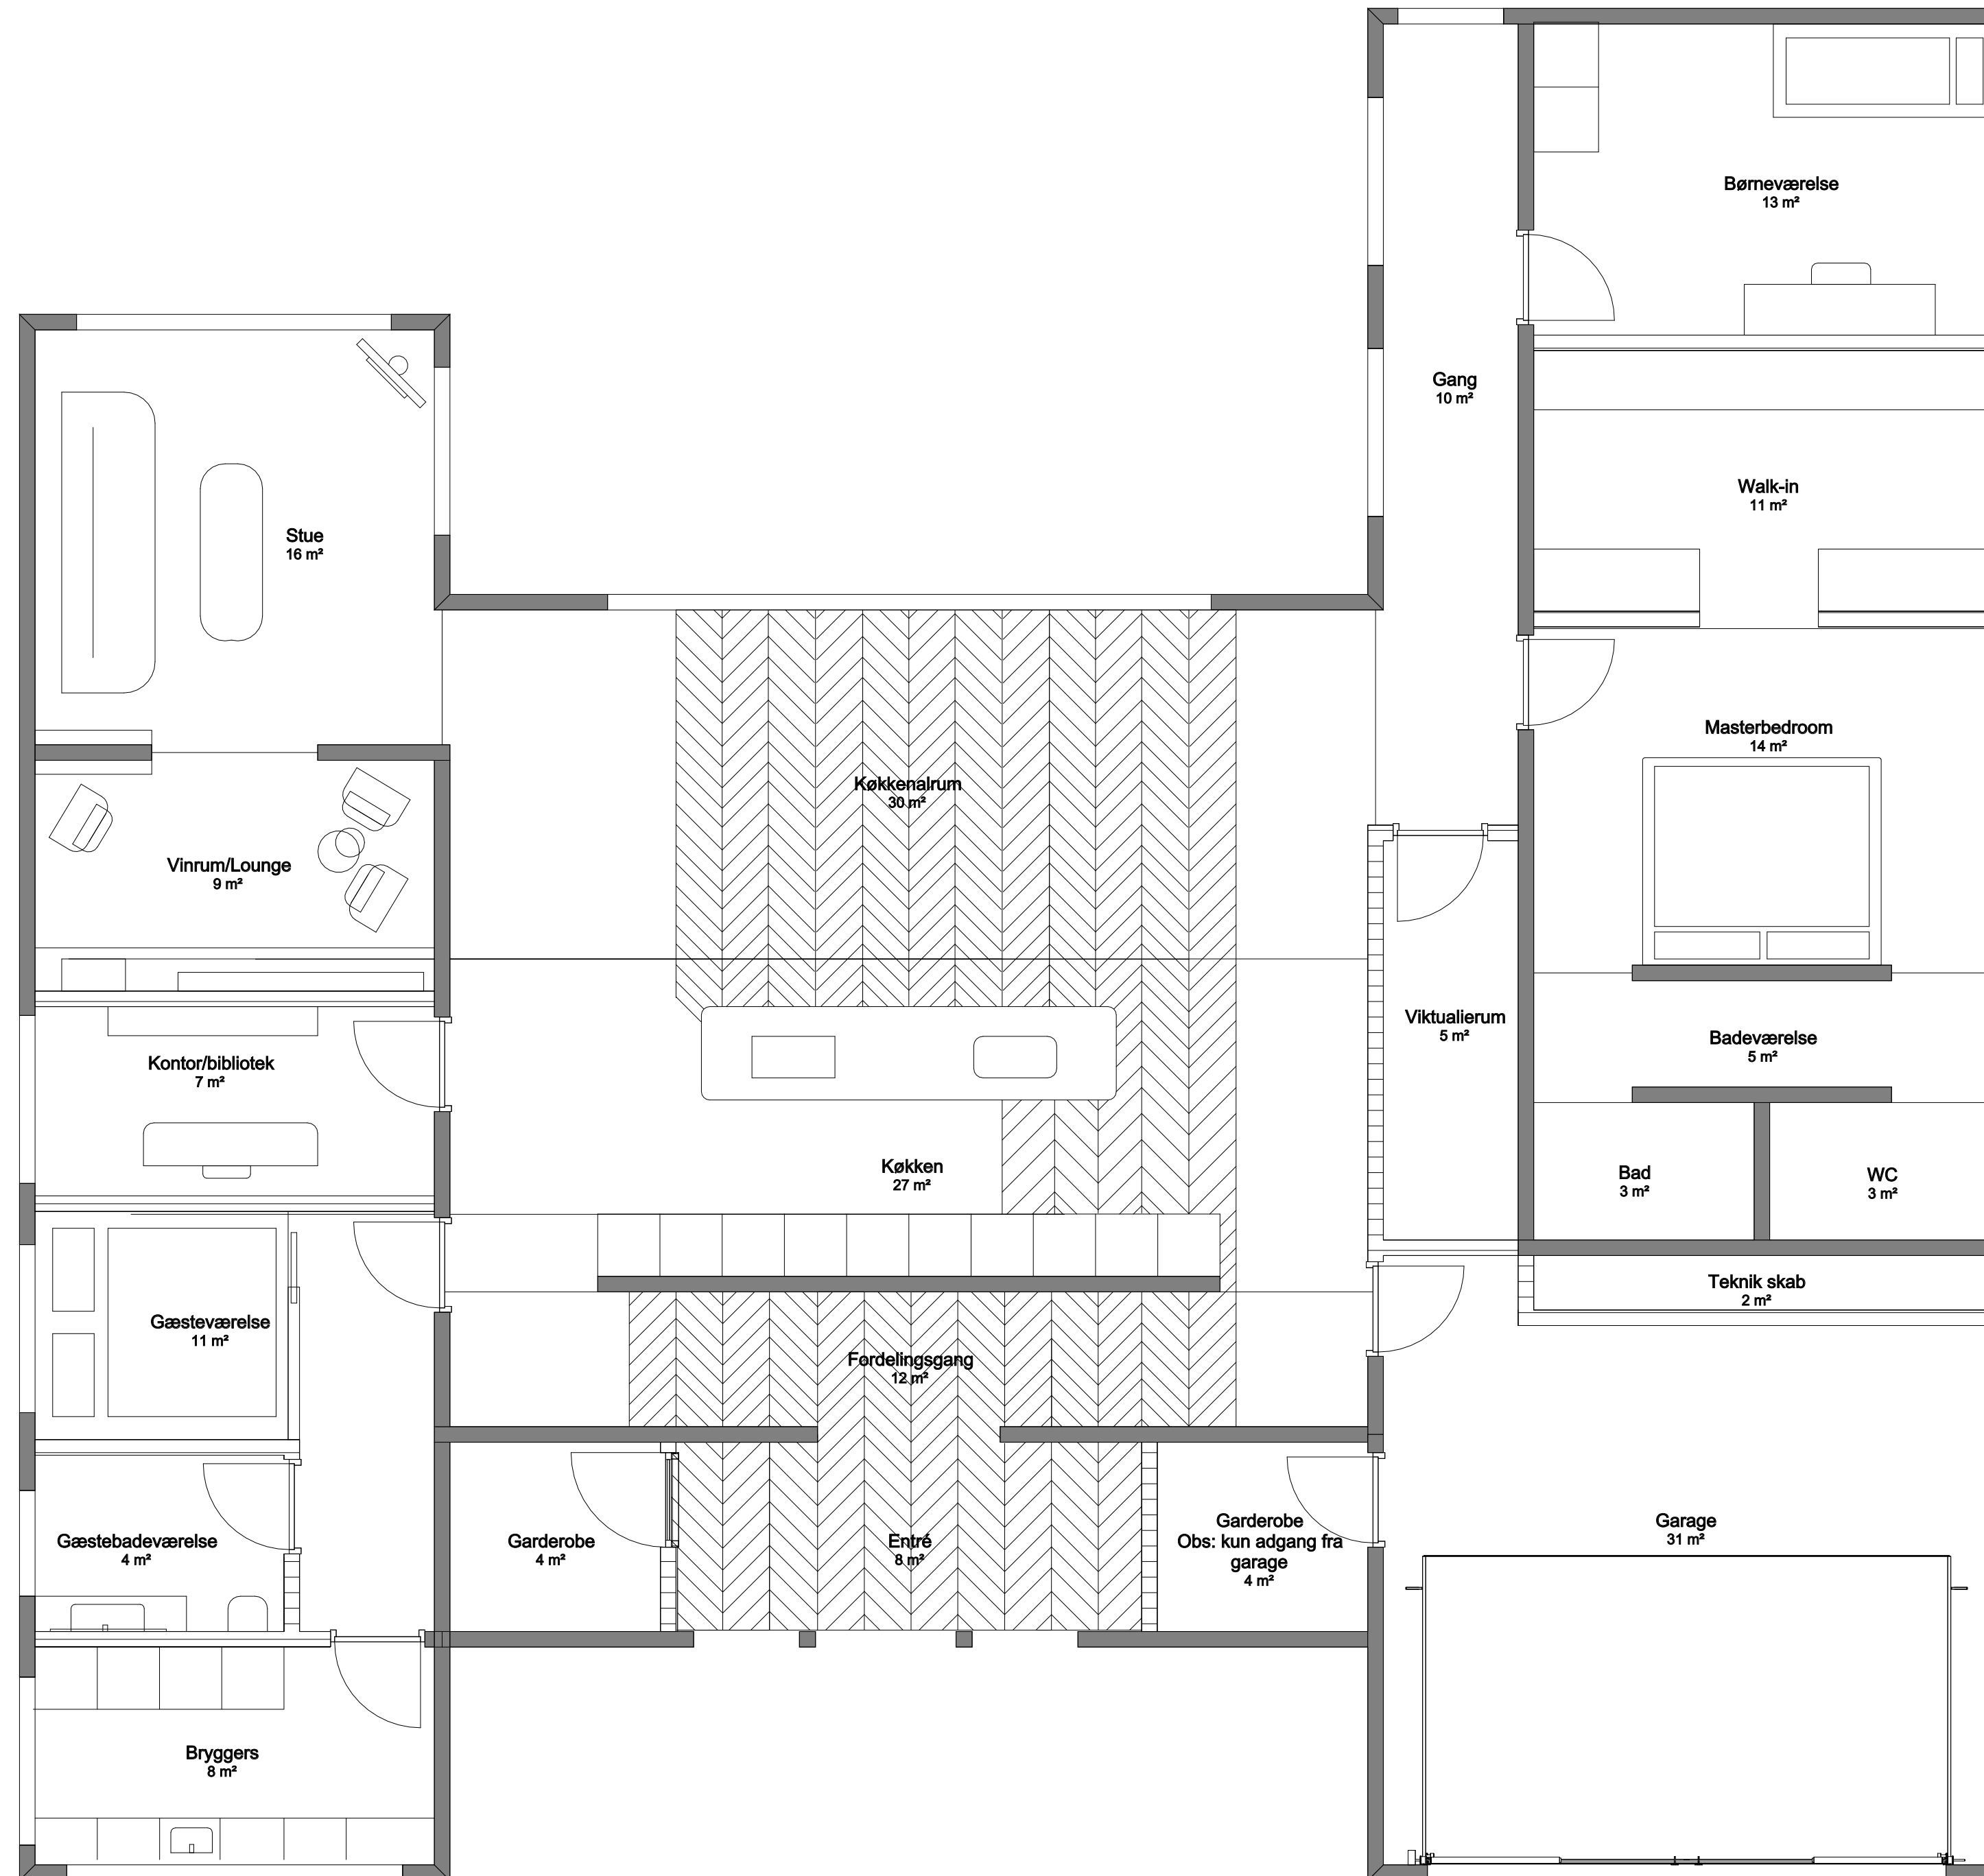 Børneværelse
13 m²
Gang
10 m²
Walk-in
11 m²
Stue
16 m²
Masterbedroom
14 m²
Køkkenalrum
30 m²
Vinrum/Lounge
9 m²
Viktualierum
5 m²
Badeværelse
5 m²
Kontor/bibliotek
7 m²
Køkken
27 m²
Bad
3 m²
WC
3 m²
Teknik skab
2 m²
Gæsteværelse
11 m²
Fordelingsgang
12 m²
Gæstebadeværelse
4 m²
Garderobe
4 m²
Entré
8 m²
Garderobe
Obs: kun adgang fra
garage
4 m²
Garage
31 m²
Bryggers
8 m²